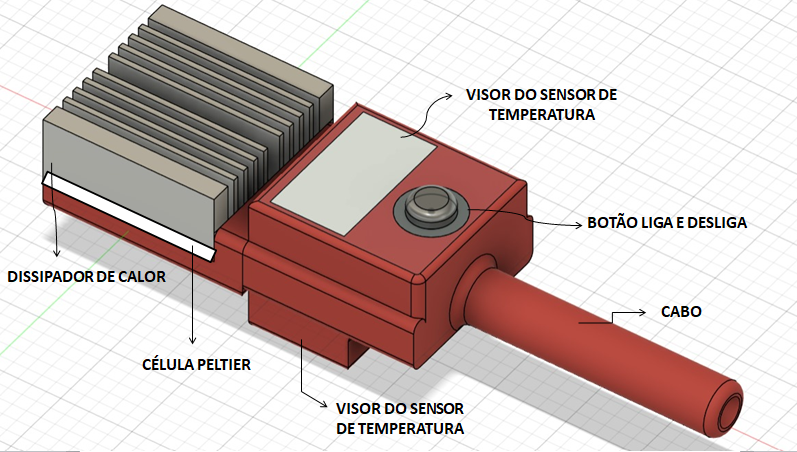 VISOR DO SENSOR DE
TEMPERATURA
BOTÃO LIGA E DESLIGA
DISSIPADOR DE CALOR
CABO
CÉLULA PELTIER
VISOR DO SENSOR
DE TEMPERATURA